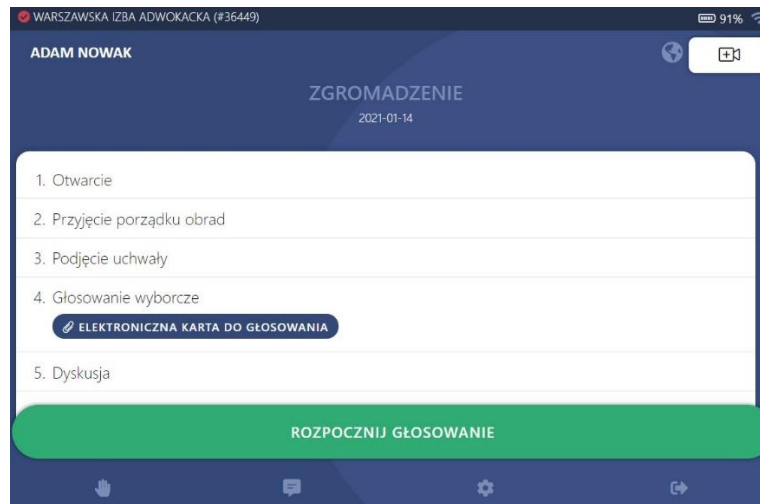 WARSZAWSKA IZBA ADWOKACKA (#36449)
91%
ADAM NOWAK
ZGROMADZENIE
2021-01-14
1. Otwarcie
2. Przyjęcie porządku obrad
3. Podjęcie uchwały
4. Głosowanie wyborcze
ELEKTRONICZNA KARTA DO GŁOSOWANIA
5. Dyskusja
ROZPOCZNIJ GŁOSOWANIE